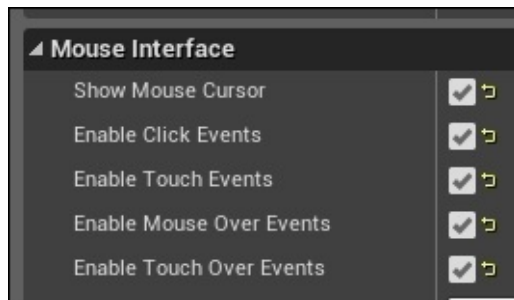 Mouse Interface
Show Mouse Cursor
Enable Click Events
Enable Touch Events
Enable Mouse Over Events
Enable Touch Over Events